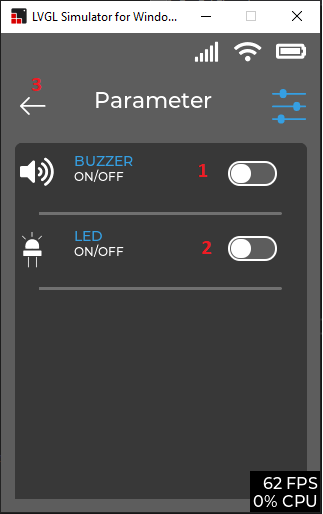 LVGL Simulator for Windo...
3
Parameter
BUZZER
ON/OFF
1
LED
ON/OFF
2
62 FPS
0% CPU